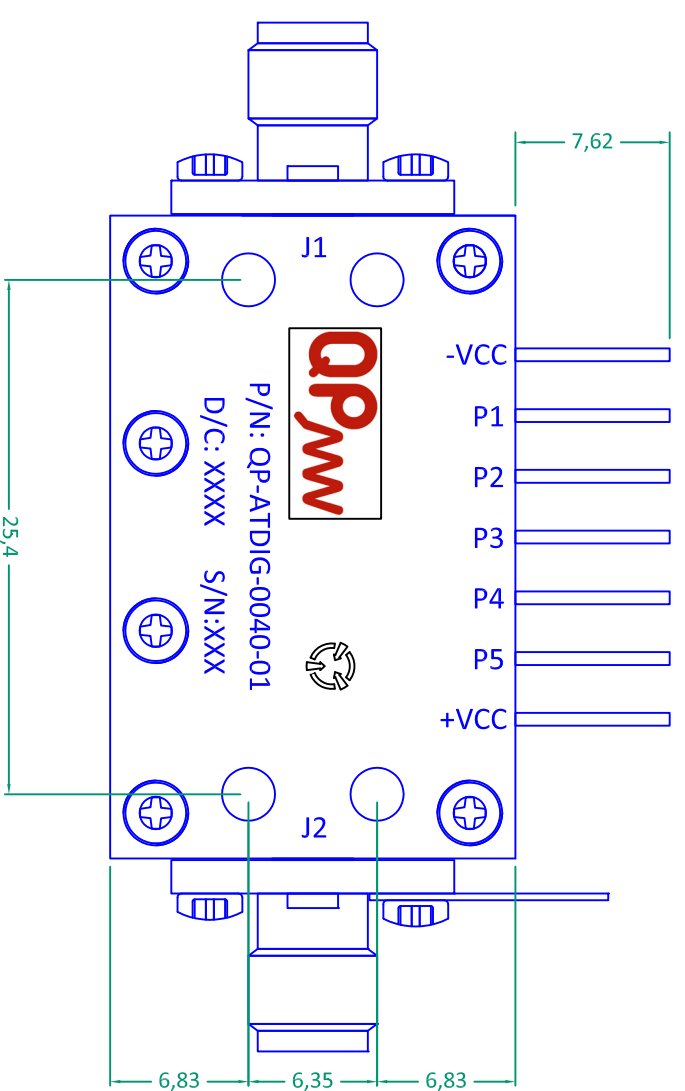 7,62
J1
-VCC
P1
P2
P3
P4
P5
+VCC
QP
P/N: QP-ATDIG-0040-01
D/C: XXXX S/N:XXX
25,4
J2
6,83
6,35
6,83